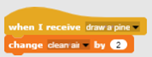 when I receive draw a pine
change clean air by 2